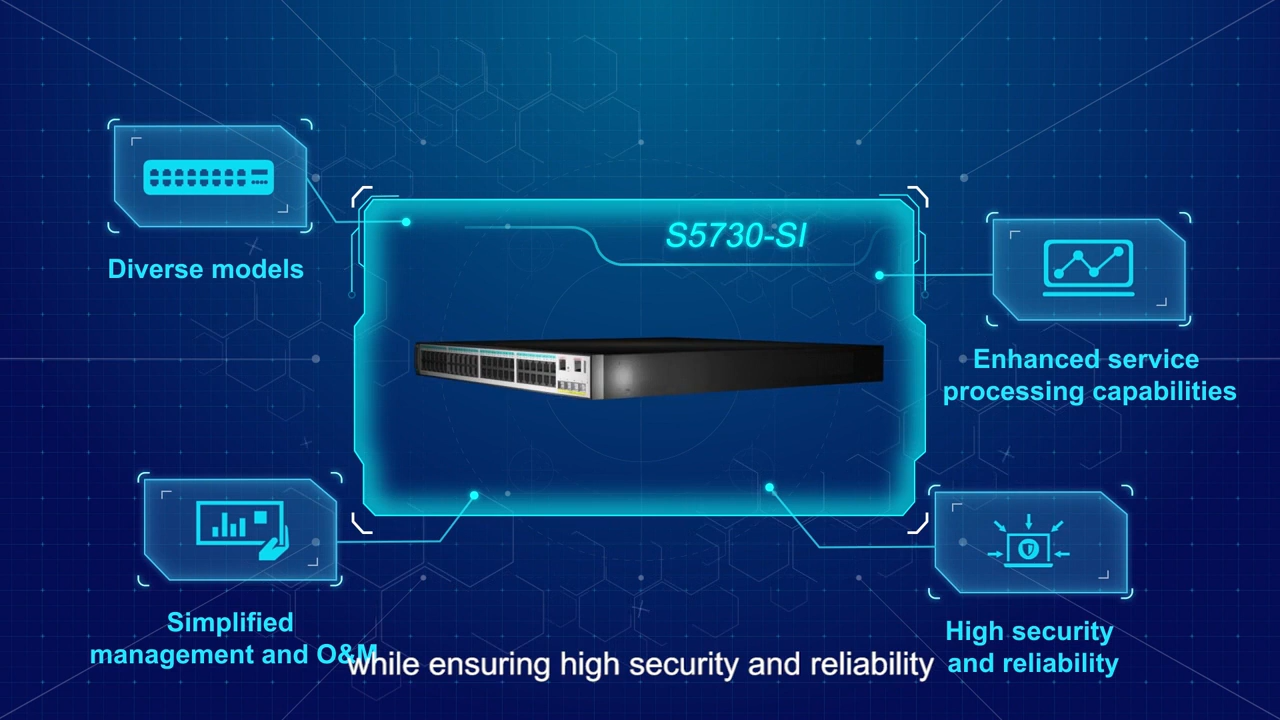 S5730-SI
Diverse models
Enhanced service
processing capabilities
Simplified
management and O&M
High security
and reliability
while ensuring high security and reliability